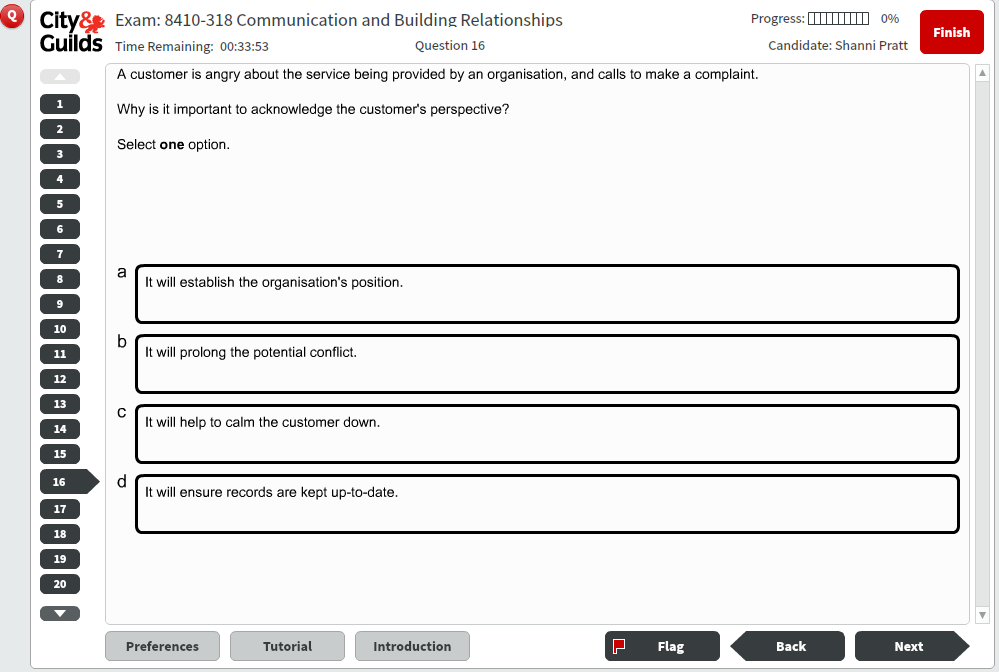 Q
City&
Guilds
Exam: 8410-318 Communication and Building Relationships
Progress: 0%
Finish
Time Remaining: 00:33:53
Question 16
Candidate: Shanni Pratt
A customer is angry about the service being provided by an organisation, and calls to make a complaint.
Why is it important to acknowledge the customer's perspective?
Select one option.
1
2
3
4
5
6
7
8
9
10
11
12
13
14
15
16
17
18
19
20
a
It will establish the organisation's position.
b
It will prolong the potential conflict.
c
It will help to calm the customer down.
d
It will ensure records are kept up-to-date.
Preferences
Tutorial
Introduction
Flag
Back
Next